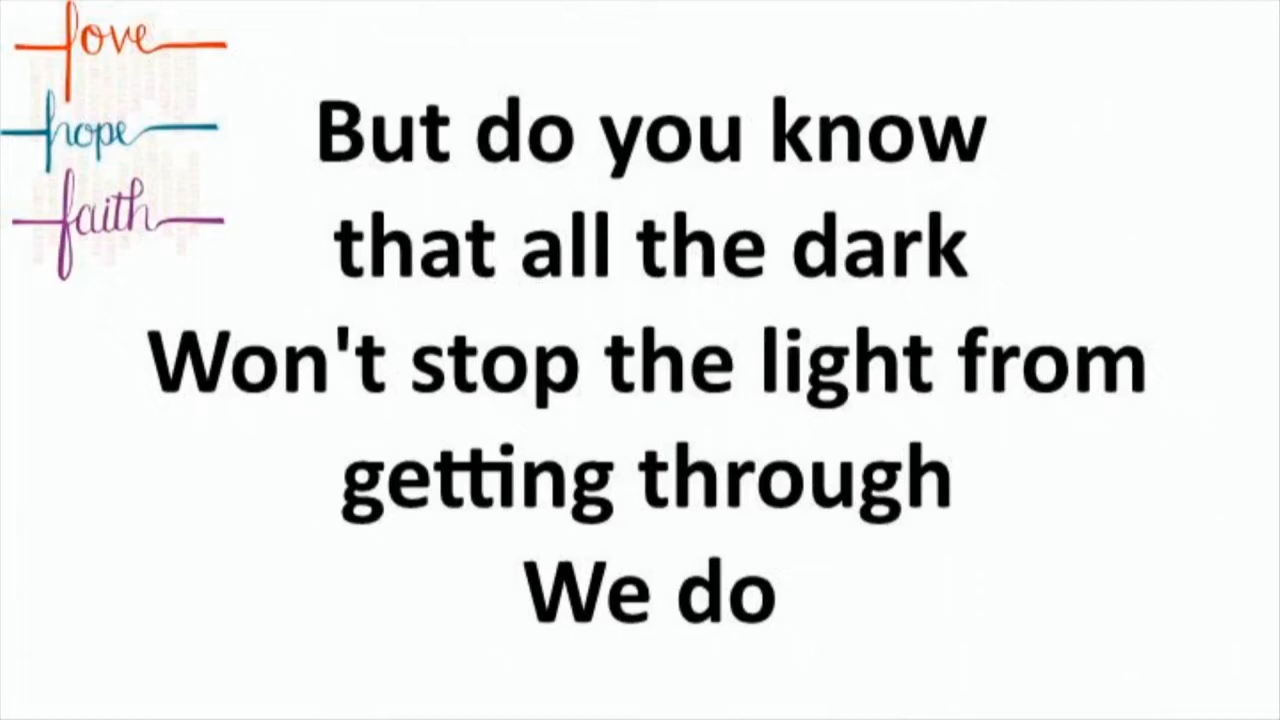 love
hope
faith
But do you know
that all the dark
Won't stop the light from
getting through
We do